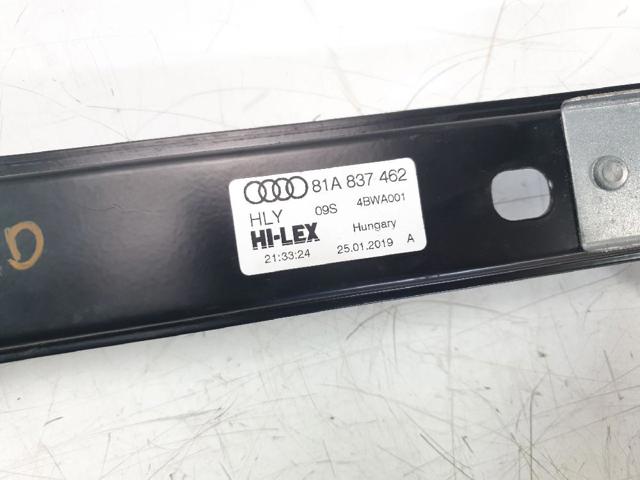 81A 837 462
HLY 09S 4BWA001
HI-LEX Hungary
21:33:24 25.01.2019 A
D